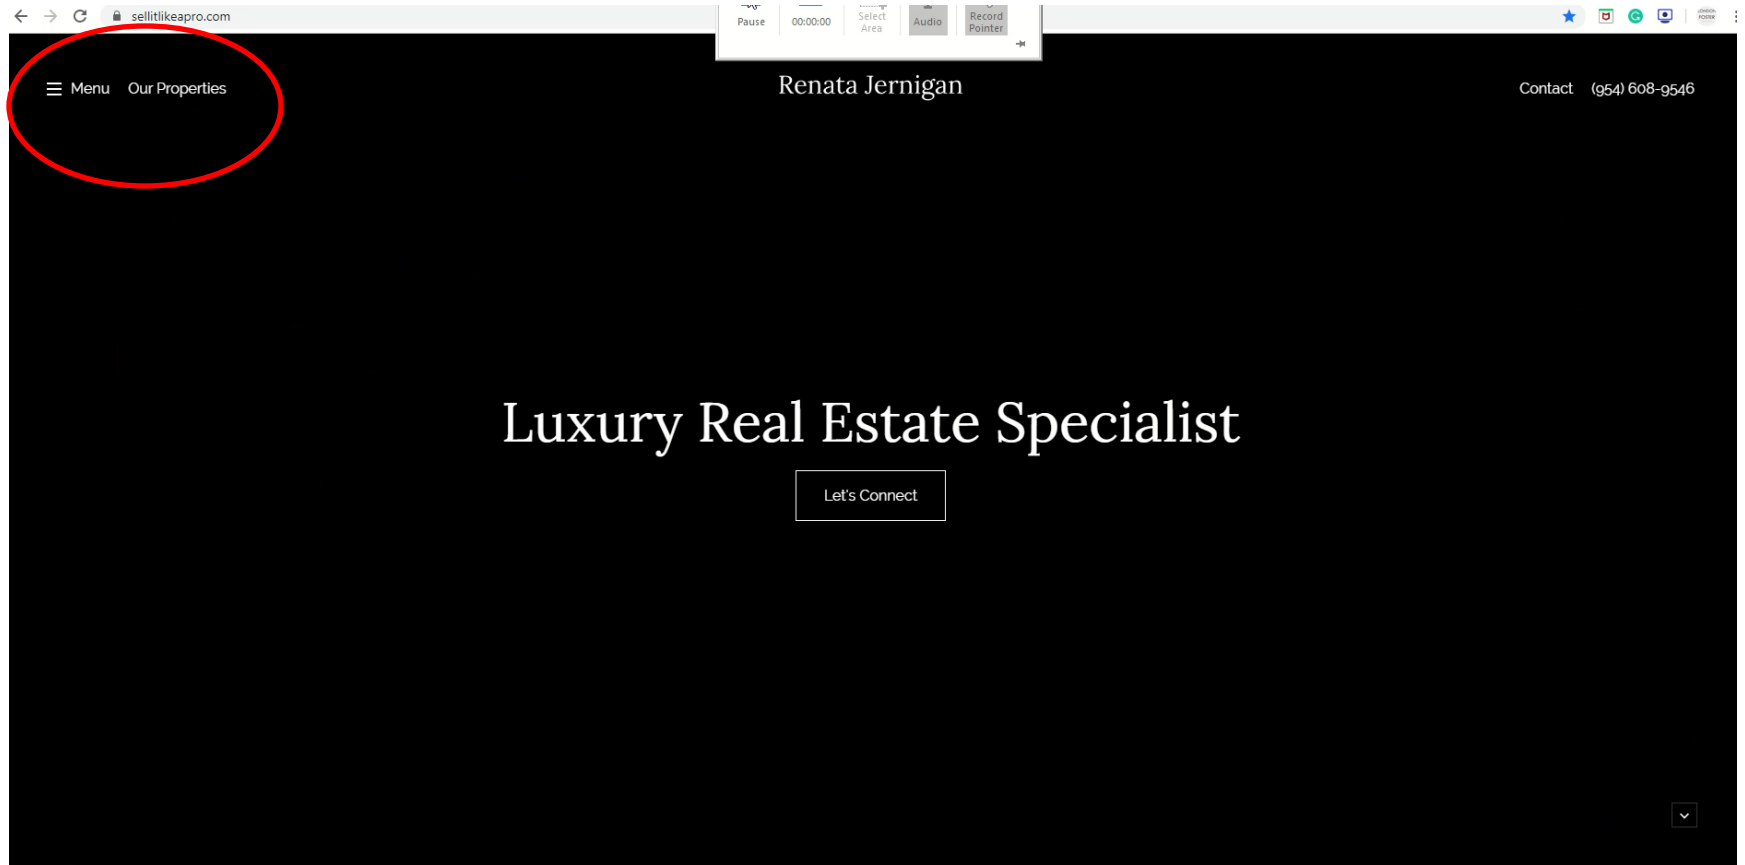 sellitlikeapro.com
Pause 00:00:00 Select Area Audio Record Pointer
Menu Our Properties
Renata Jernigan
Contact (954) 608-9546
Luxury Real Estate Specialist
Let's Connect